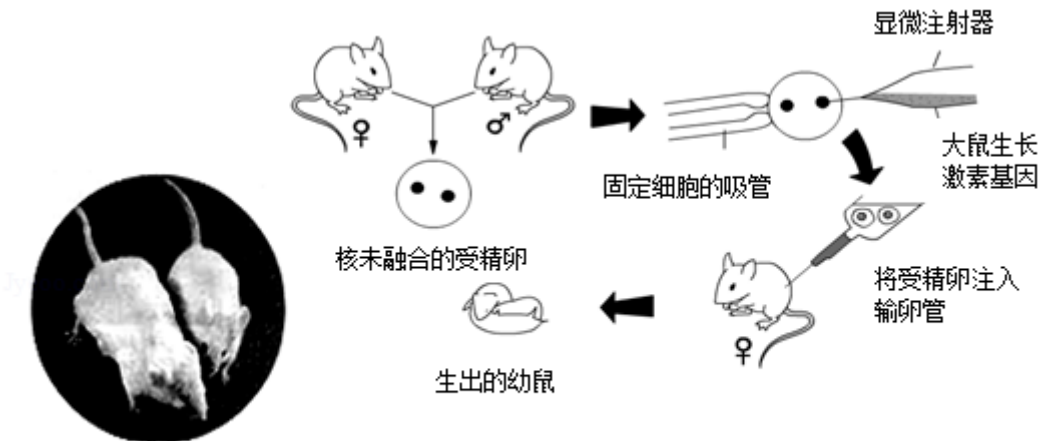 显微注射器
♀
♂
大鼠生长
激素基因
固定细胞的吸管
核未融合的受精卵
将受精卵注入
输卵管
♀
生出的幼鼠